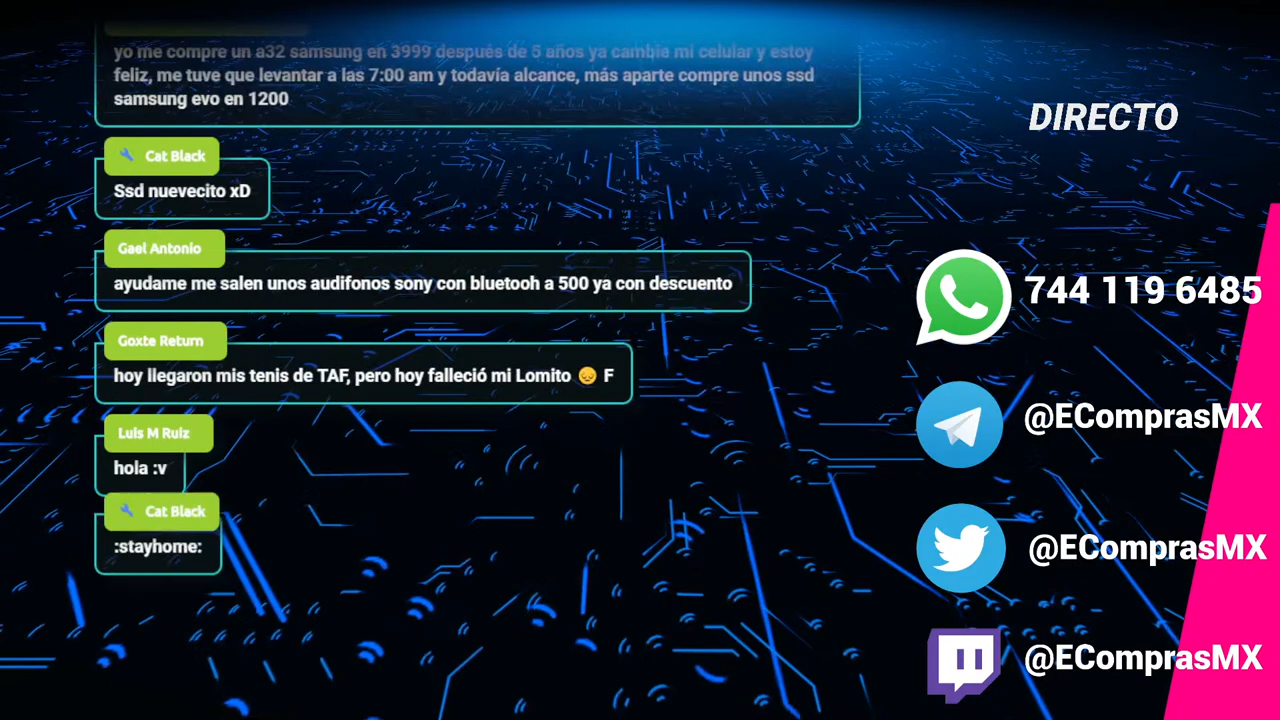 yo me compre un a32 samsung en 3999 despuès de 5 años ya cambie mi celular y estoy
feliz, me tuve que levantar a las 7:00 am y todavía alcance, más aparte compre unos ssd
samsung evo en 1200
Cat Black
Ssd nuevecito xD
Gael Antonio
ayudame me salen unos audifonos sony con bluetooh a 500 ya con descuento
Goxte Return
hoy llegaron mis tenis de TAF, pero hoy falleció mi Lomito 😞 F
Luis M Ruiz
hola :v
Cat Black
:stayhome:
DIRECTO
744 119 6485
@EComprasMX
@EComprasMX
@EComprasMX